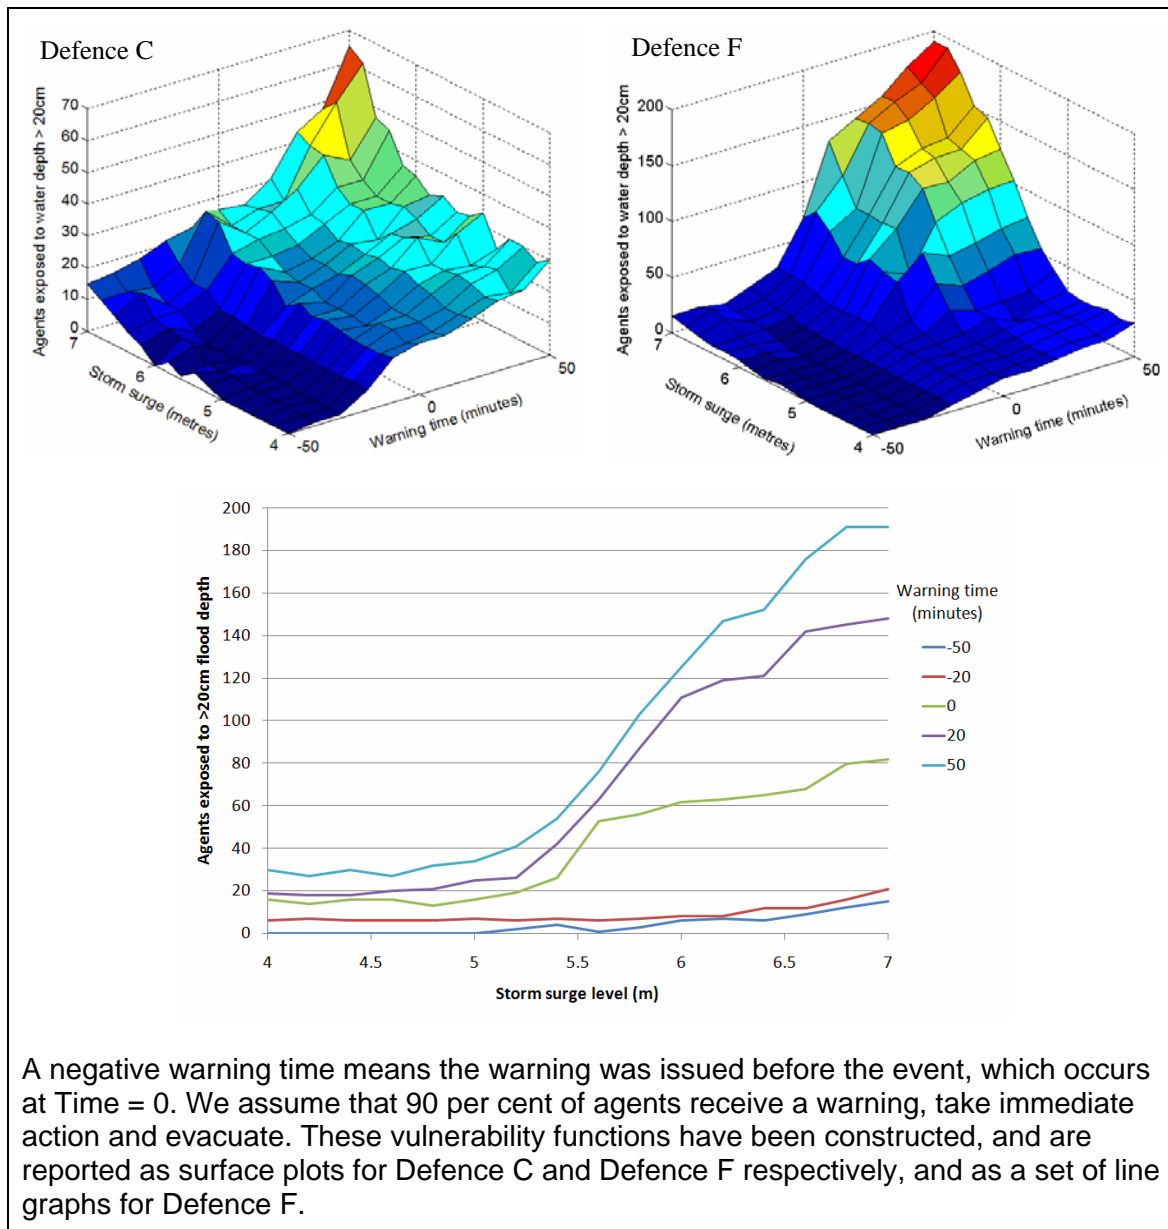 Defence C
Agents exposed to water depth > 20cm
70
60
50
40
30
20
10
0
7
6
5
4
Storm surge (metres)
-50
0
50
Warning time (minutes)
Defence F
Agents exposed to water depth > 20cm
200
150
100
50
0
7
6
5
4
Storm surge (metres)
-50
0
50
Warning time (minutes)
Agents exposed to >20cm flood depth
200
180
160
140
120
100
80
60
40
20
0
4
4.5
5
5.5
6
6.5
7
Storm surge level (m)
Warning time
(minutes)
-50
-20
0
20
50
A negative warning time means the warning was issued before the event, which occurs
at Time = 0. We assume that 90 per cent of agents receive a warning, take immediate
action and evacuate. These vulnerability functions have been constructed, and are
reported as surface plots for Defence C and Defence F respectively, and as a set of line
graphs for Defence F.